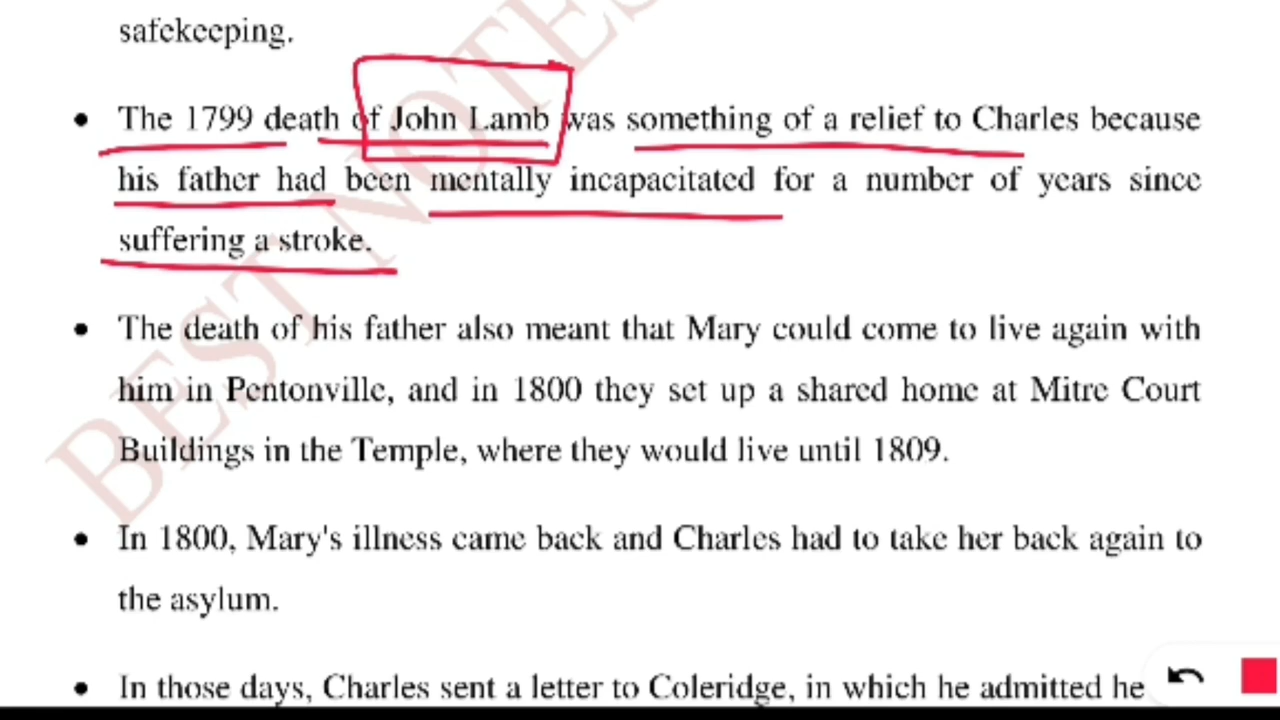 safekeeping.
• The 1799 death of John Lamb was something of a relief to Charles because
his father had been mentally incapacitated for a number of years since
suffering a stroke.
• The death of his father also meant that Mary could come to live again with
him in Pentonville, and in 1800 they set up a shared home at Mitre Court
Buildings in the Temple, where they would live until 1809.
• In 1800, Mary's illness came back and Charles had to take her back again to
the asylum.
• In those days, Charles sent a letter to Coleridge, in which he admitted he
BEST NOTES